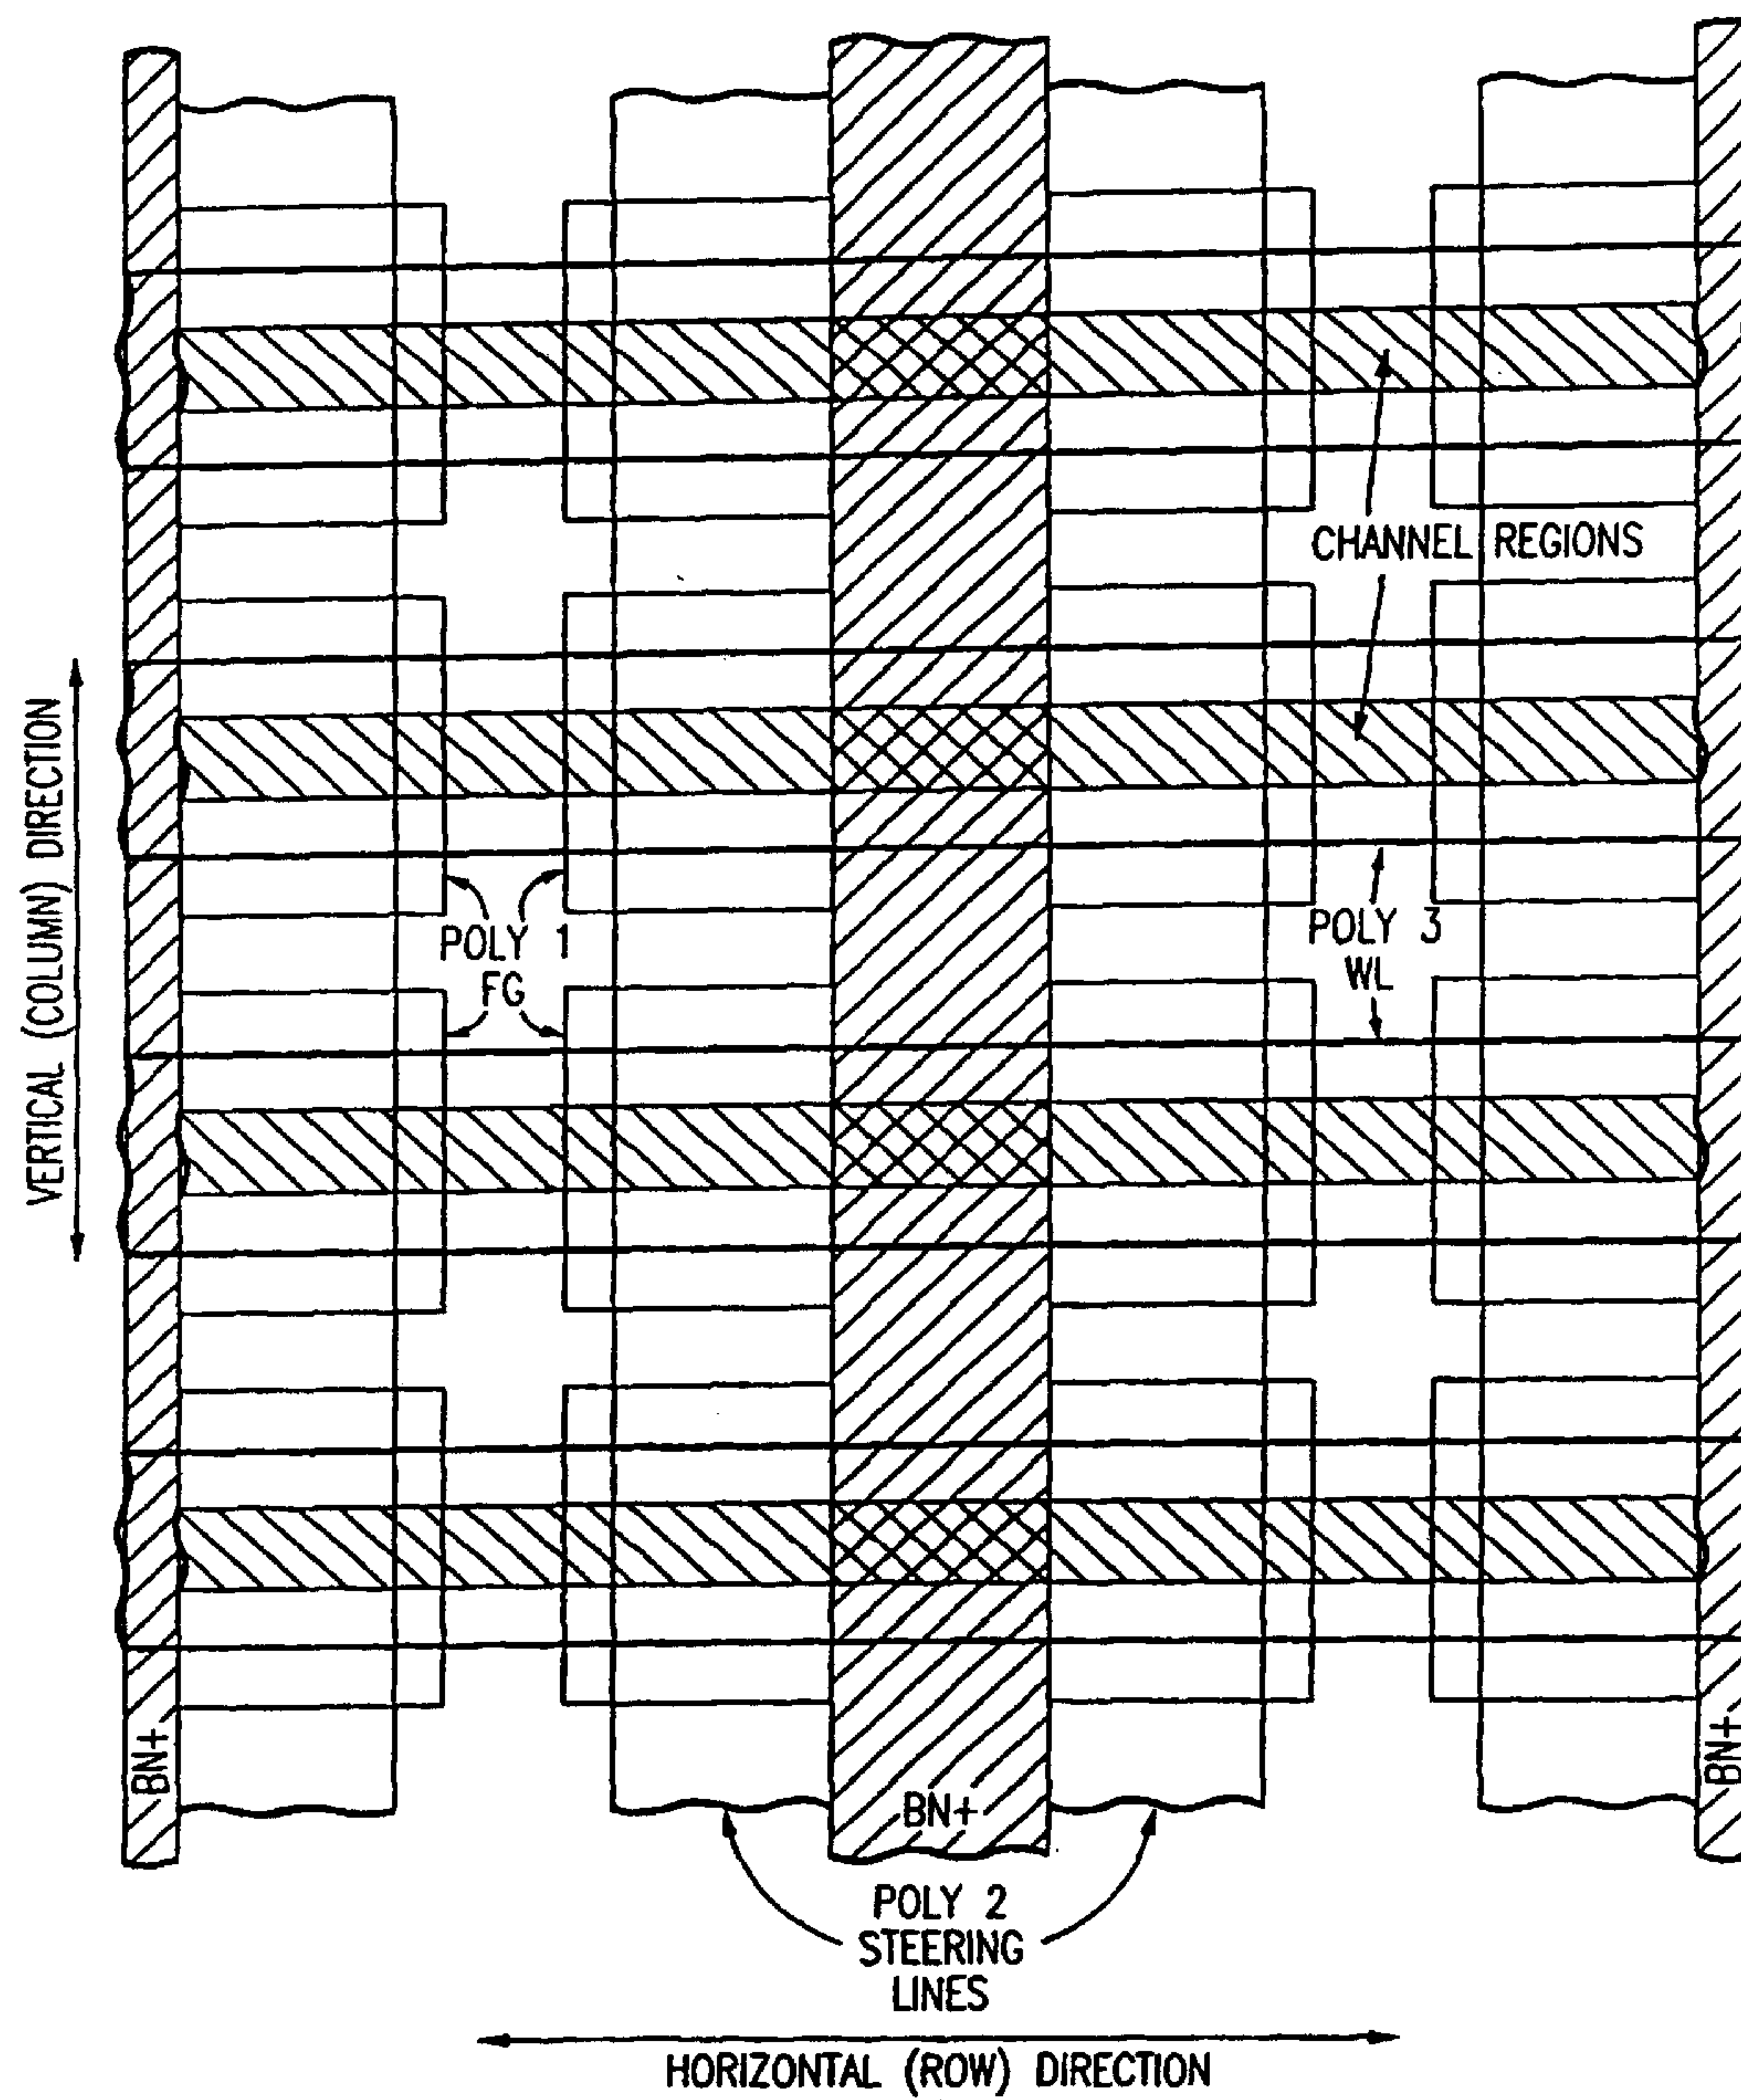 CHANNEL REGIONS
VERTICAL (COLUMN) DIRECTION
POLY 1
FG
POLY 3
WL
BN+
BN+
BN+
POLY 2
STEERING
LINES
HORIZONTAL (ROW) DIRECTION